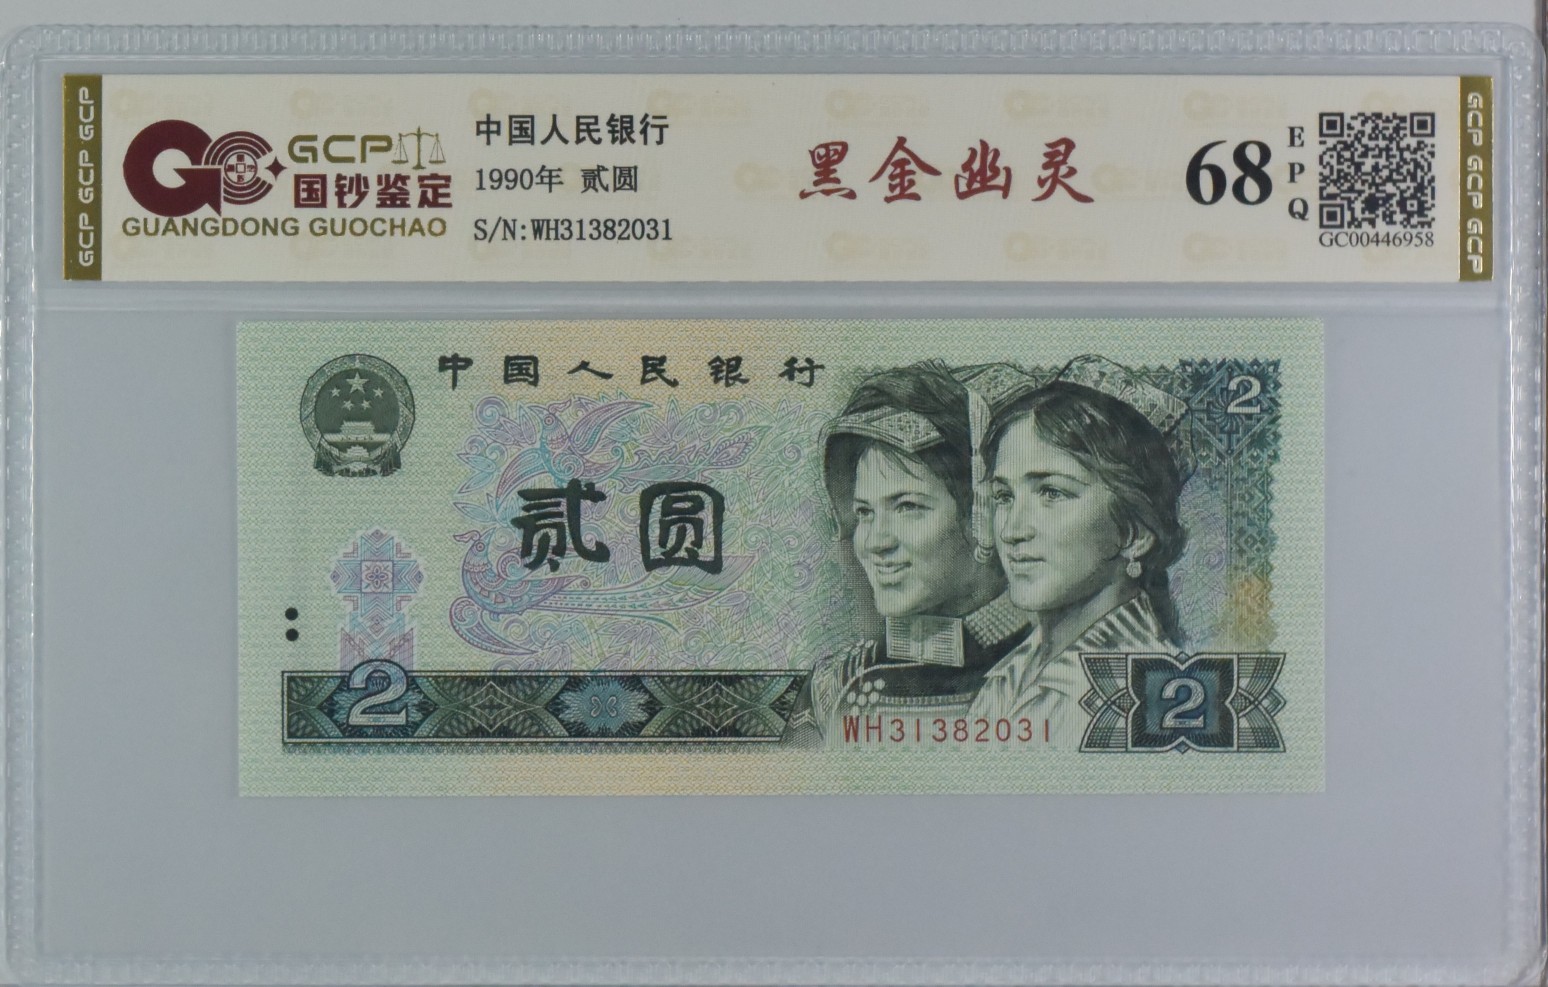 GCP GCP GCP
GCP
国钞鉴定
GUANGDONG GUOCHAO
中国人民银行
1990年 贰圆
S/N:WH31382031
黑金幽灵
68
EPQ
GC00446958
GCP GCP GCP
中国人民银行
2
贰圆
2
WH31382031
2